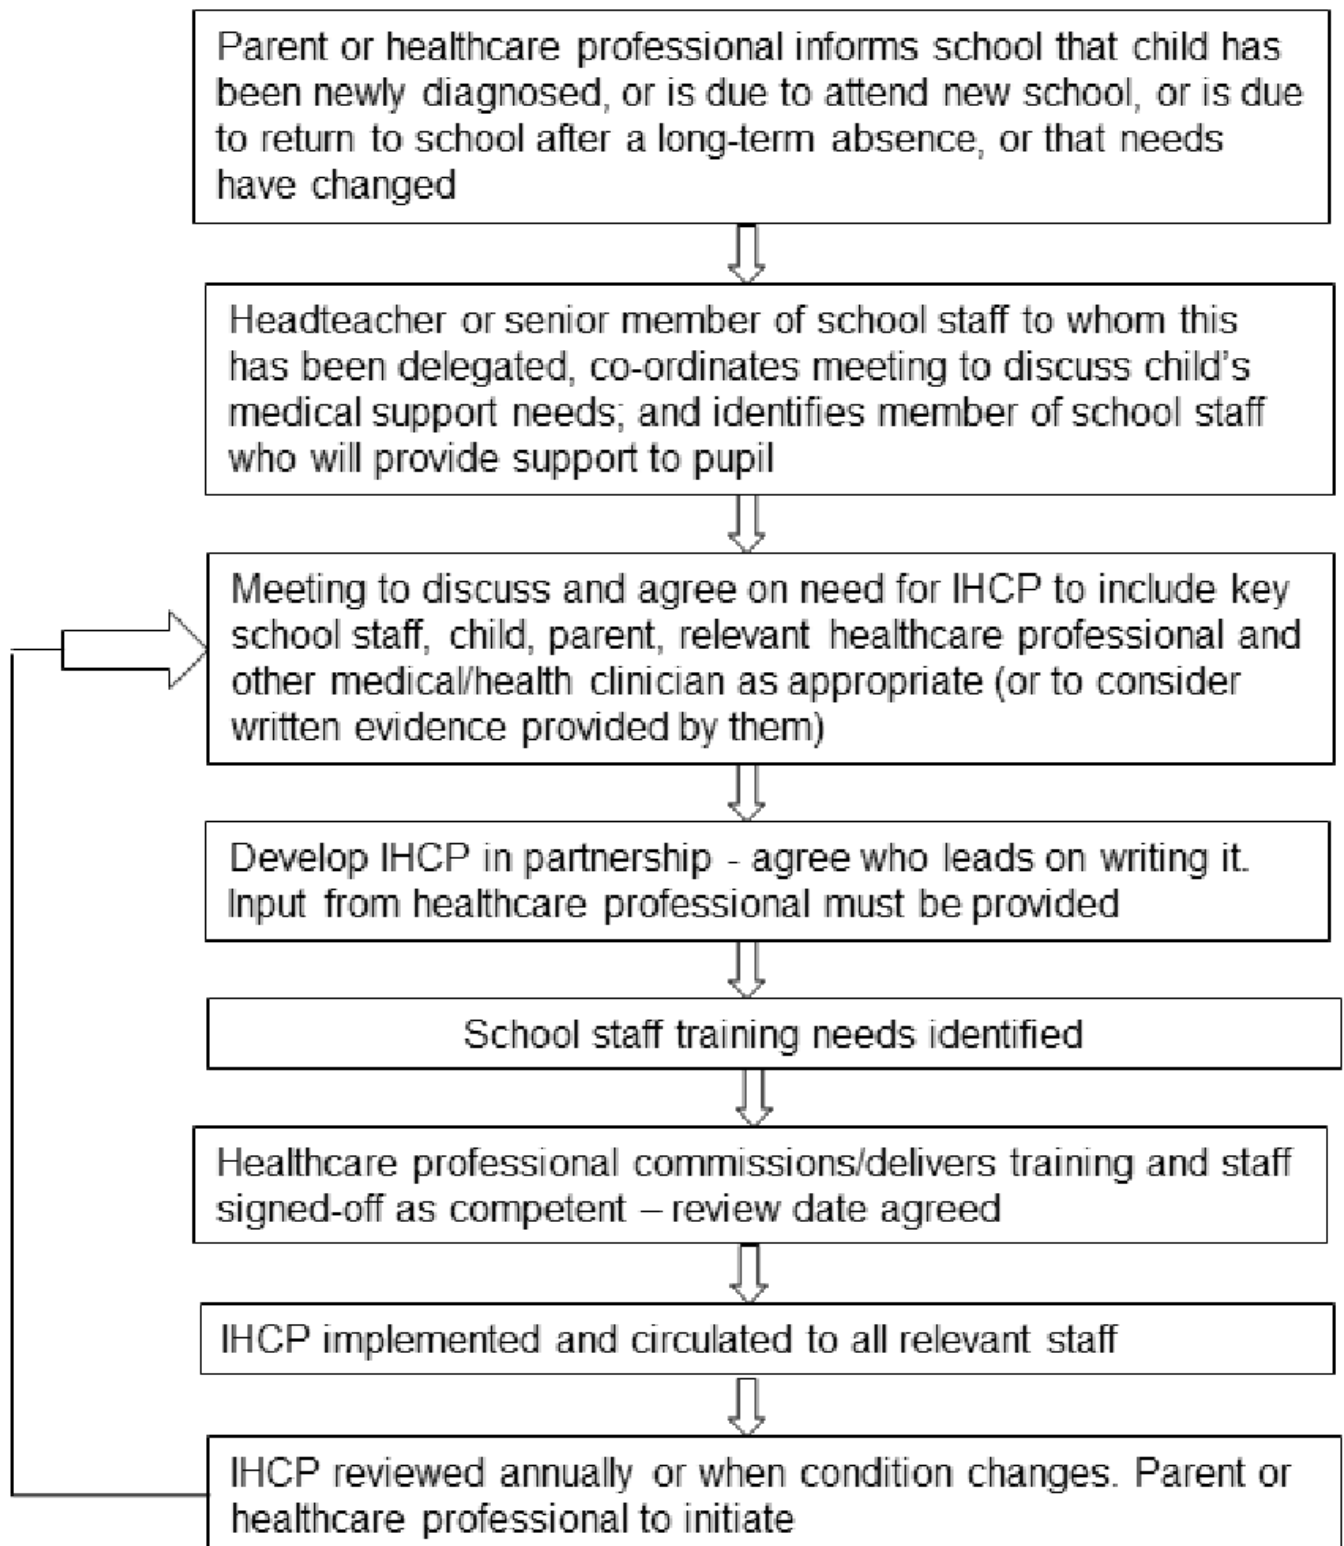 Parent or healthcare professional informs school that child has
been newly diagnosed, or is due to attend new school, or is due
to return to school after a long-term absence, or that needs
have changed
Headteacher or senior member of school staff to whom this
has been delegated, co-ordinates meeting to discuss child's
medical support needs; and identifies member of school staff
who will provide support to pupil
Meeting to discuss and agree on need for IHCP to include key
school staff, child, parent, relevant healthcare professional and
other medical/health clinician as appropriate (or to consider
written evidence provided by them)
Develop IHCP in partnership - agree who leads on writing it.
Input from healthcare professional must be provided
School staff training needs identified
Healthcare professional commissions/delivers training and staff
signed-off as competent – review date agreed
IHCP implemented and circulated to all relevant staff
IHCP reviewed annually or when condition changes. Parent or
healthcare professional to initiate